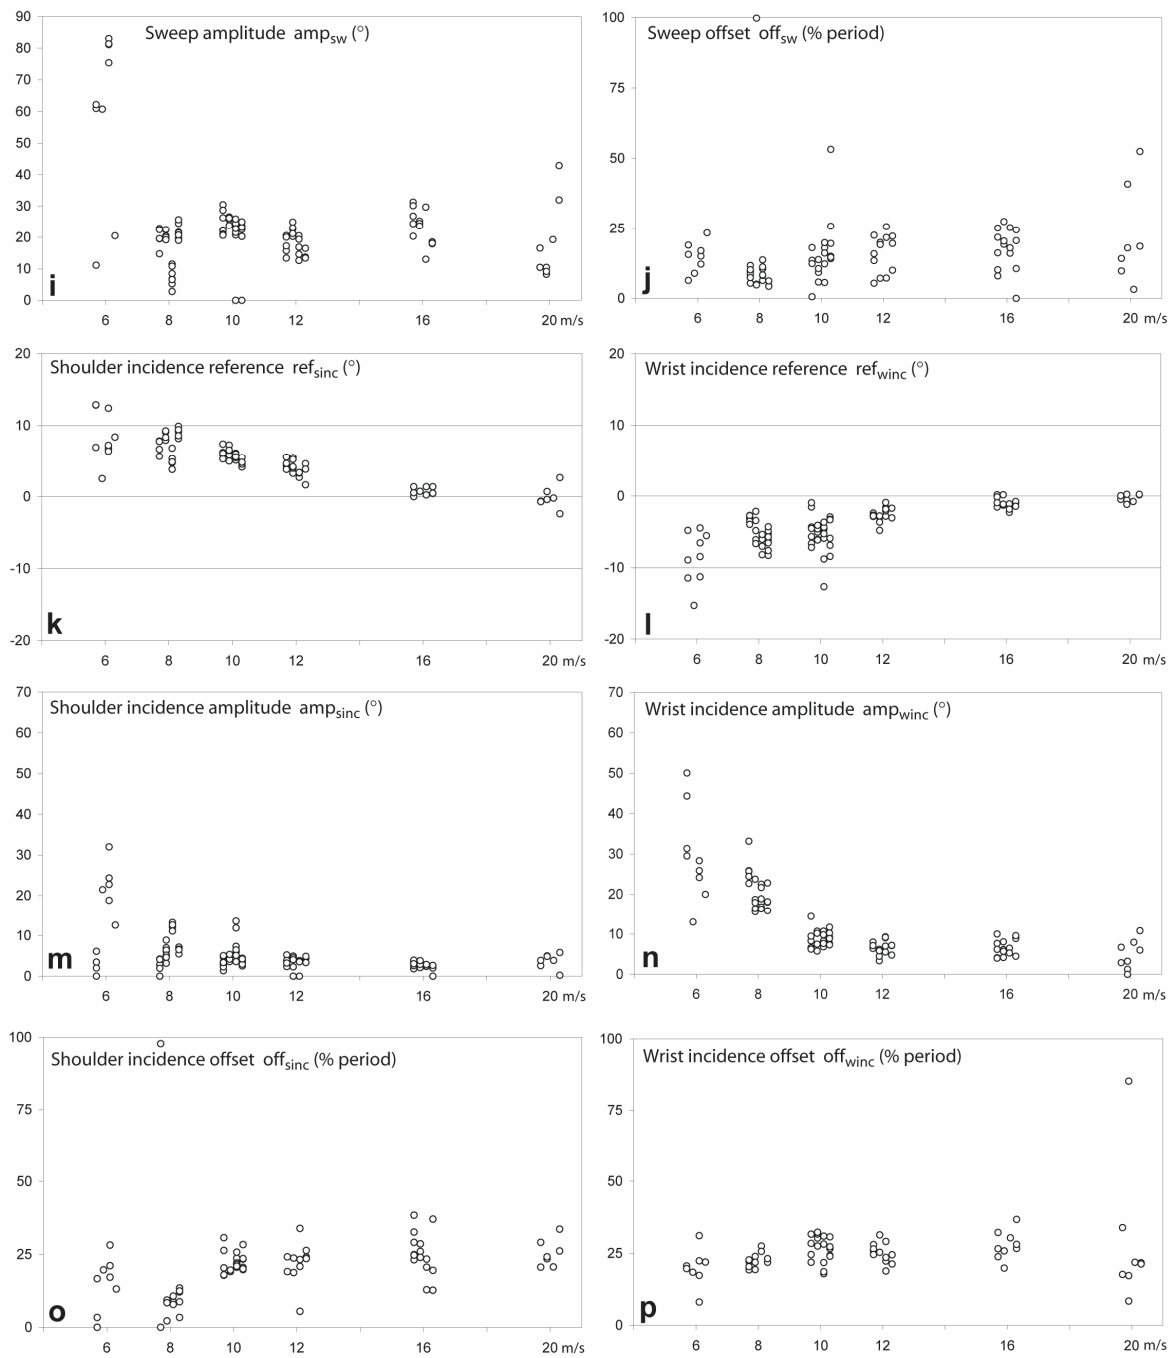 Sweep amplitude amp_sw (°)
90
80
70
60
50
40
30
20
10
0
i
6 8 10 12 16 20 m/s
Sweep offset off_sw (% period)
100
75
50
25
0
j
6 8 10 12 16 20 m/s
Shoulder incidence reference ref_sinc (°)
20
10
0
-10
-20
k
6 8 10 12 16 20 m/s
Wrist incidence reference ref_winc (°)
20
10
0
-10
-20
l
6 8 10 12 16 20 m/s
Shoulder incidence amplitude amp_sinc (°)
70
60
50
40
30
20
10
0
m
6 8 10 12 16 20 m/s
Wrist incidence amplitude amp_winc (°)
70
60
50
40
30
20
10
0
n
6 8 10 12 16 20 m/s
Shoulder incidence offset off_sinc (% period)
100
75
50
25
0
o
6 8 10 12 16 20 m/s
Wrist incidence offset off_winc (% period)
100
75
50
25
0
p
6 8 10 12 16 20 m/s